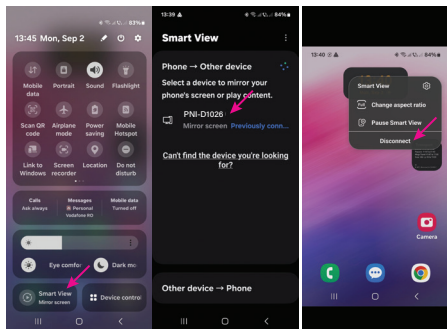 83%
13:45 Mon, Sep 2
Mobile data
Portrait
Sound
Flashlight
Scan QR code
Airplane mode
Power saving
Mobile Hotspot
Link to Windows
Screen recorder
Location
Do not disturb
Calls
Ask always
Messages
Personal
Vodafone RO
Mobile data
Turned off
Eye comfor
Dark mo
Smart View
Mirror screen
Device control
13:39
84%
Smart View
Phone → Other device
Select a device to mirror your
phone's screen or play content.
PNI-D1026
Mirror screen Previously conn...
Can't find the device you're looking
for?
Other device → Phone
13:40
84%
Smart View
Full
Change aspect ratio
Pause Smart View
Disconnect
Camera